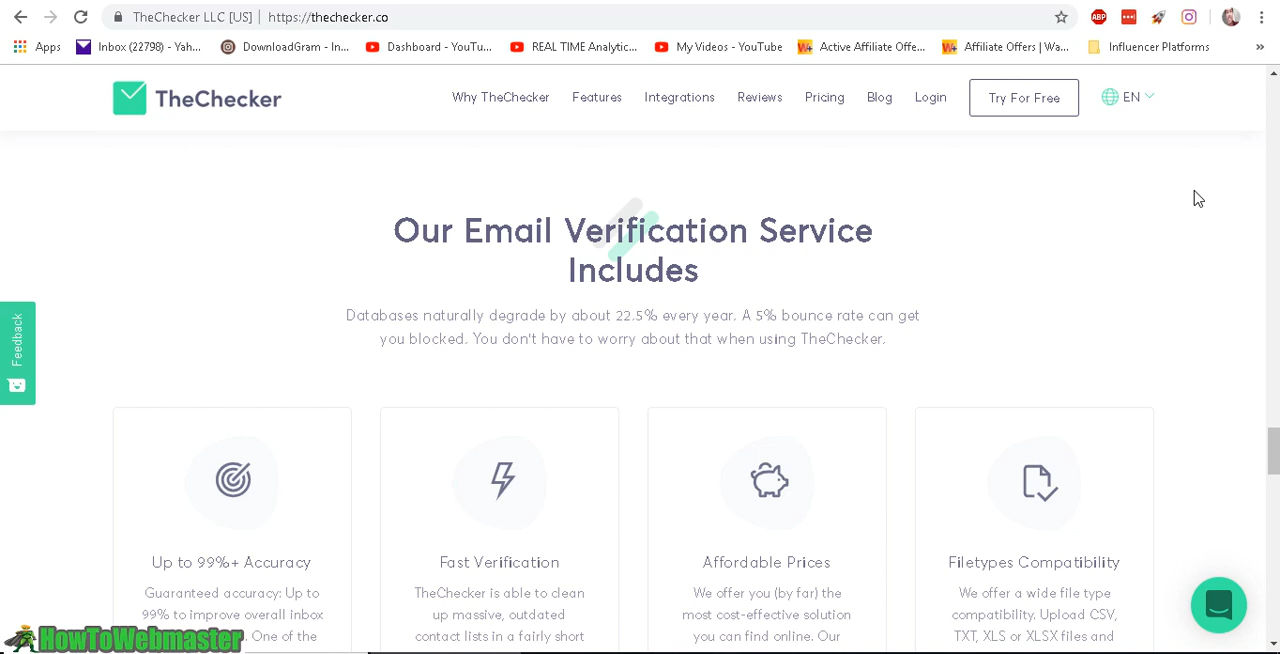 TheChecker LLC [US] | https://thechecker.co
ABP
Apps Inbox (22798) - Yah... DownloadGram - In... Dashboard - YouTu... REAL TIME Analytic... My Videos - YouTube Active Affiliate Offe... Affiliate Offers | Wa... Influencer Platforms »
TheChecker Why TheChecker Features Integrations Reviews Pricing Blog Login Try For Free EN
Our Email Verification Service
Includes
Databases naturally degrade by about 22.5% every year. A 5% bounce rate can get
you blocked. You don't have to worry about that when using TheChecker.
Feedback
Up to 99%+ Accuracy
Guaranteed accuracy: Up to
99% to improve overall inbox
. One of the
Fast Verification
TheChecker is able to clean
up massive, outdated
contact lists in a fairly short
Affordable Prices
We offer you (by far) the
most cost-effective solution
you can find online. Our
Filetypes Compatibility
We offer a wide file type
compatibility. Upload CSV,
TXT, XLS or XLSX files and
HowToWebmaster